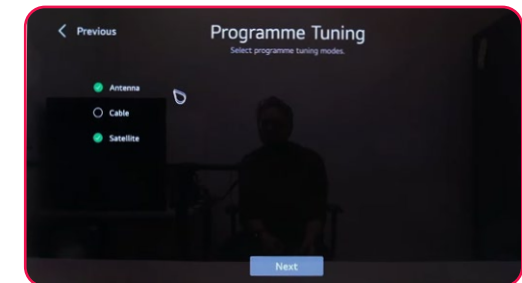 Previous
Programme Tuning
Select programme tuning modes.
Antenna
Cable
Satellite
Next